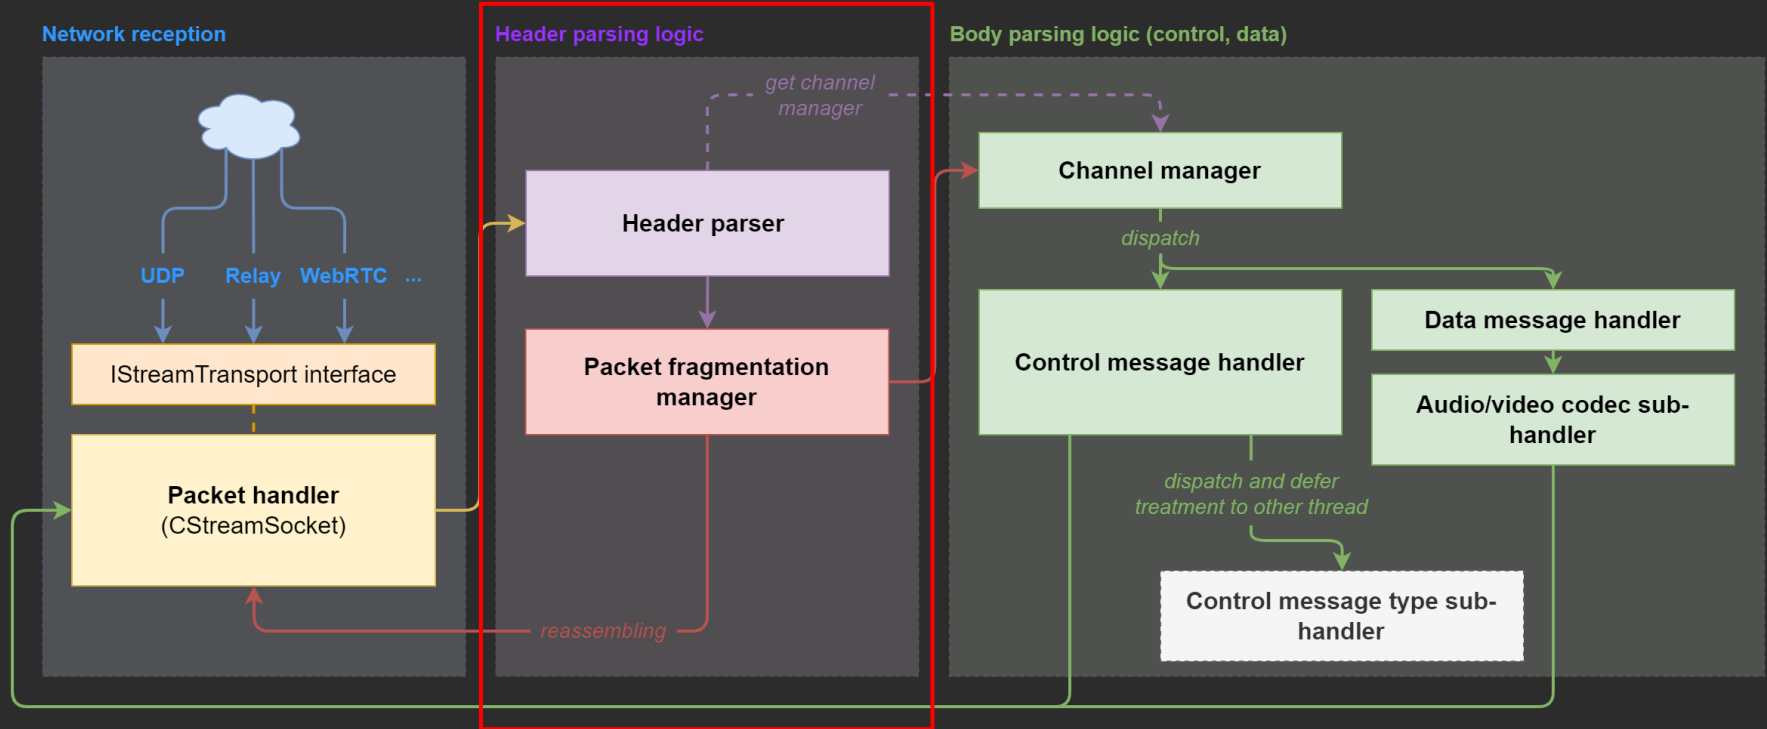 Network reception
UDP
Relay
WebRTC
...
IStreamTransport interface
Packet handler
(CStreamSocket)
Header parsing logic
get channel
manager
Header parser
Packet fragmentation
manager
reassembling
Body parsing logic (control, data)
Channel manager
dispatch
Control message handler
Data message handler
Audio/video codec sub-
handler
dispatch and defer
treatment to other thread
Control message type sub-
handler